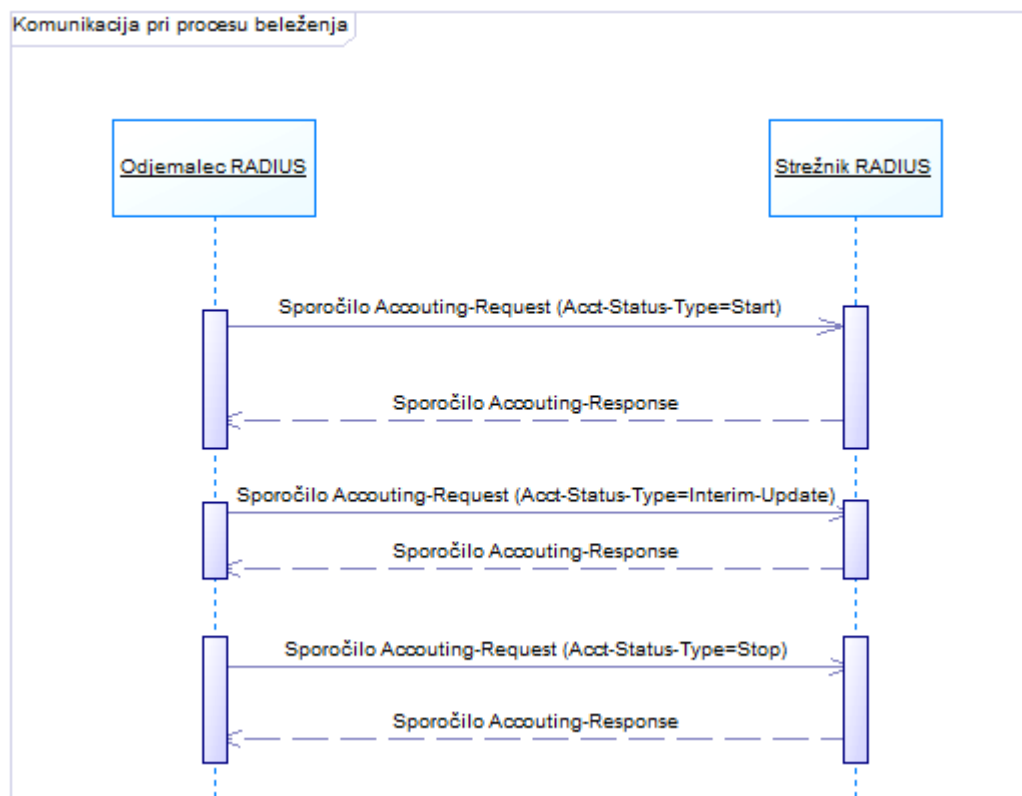 Komunikacija pri procesu beleženja
Odjemalec RADIUS
Strežnik RADIUS
Sporočilo Accouting-Request (Acct-Status-Type=Start)
Sporočilo Accouting-Response
Sporočilo Accouting-Request (Acct-Status-Type=Interim-Update)
Sporočilo Accouting-Response
Sporočilo Accouting-Request (Acct-Status-Type=Stop)
Sporočilo Accouting-Response